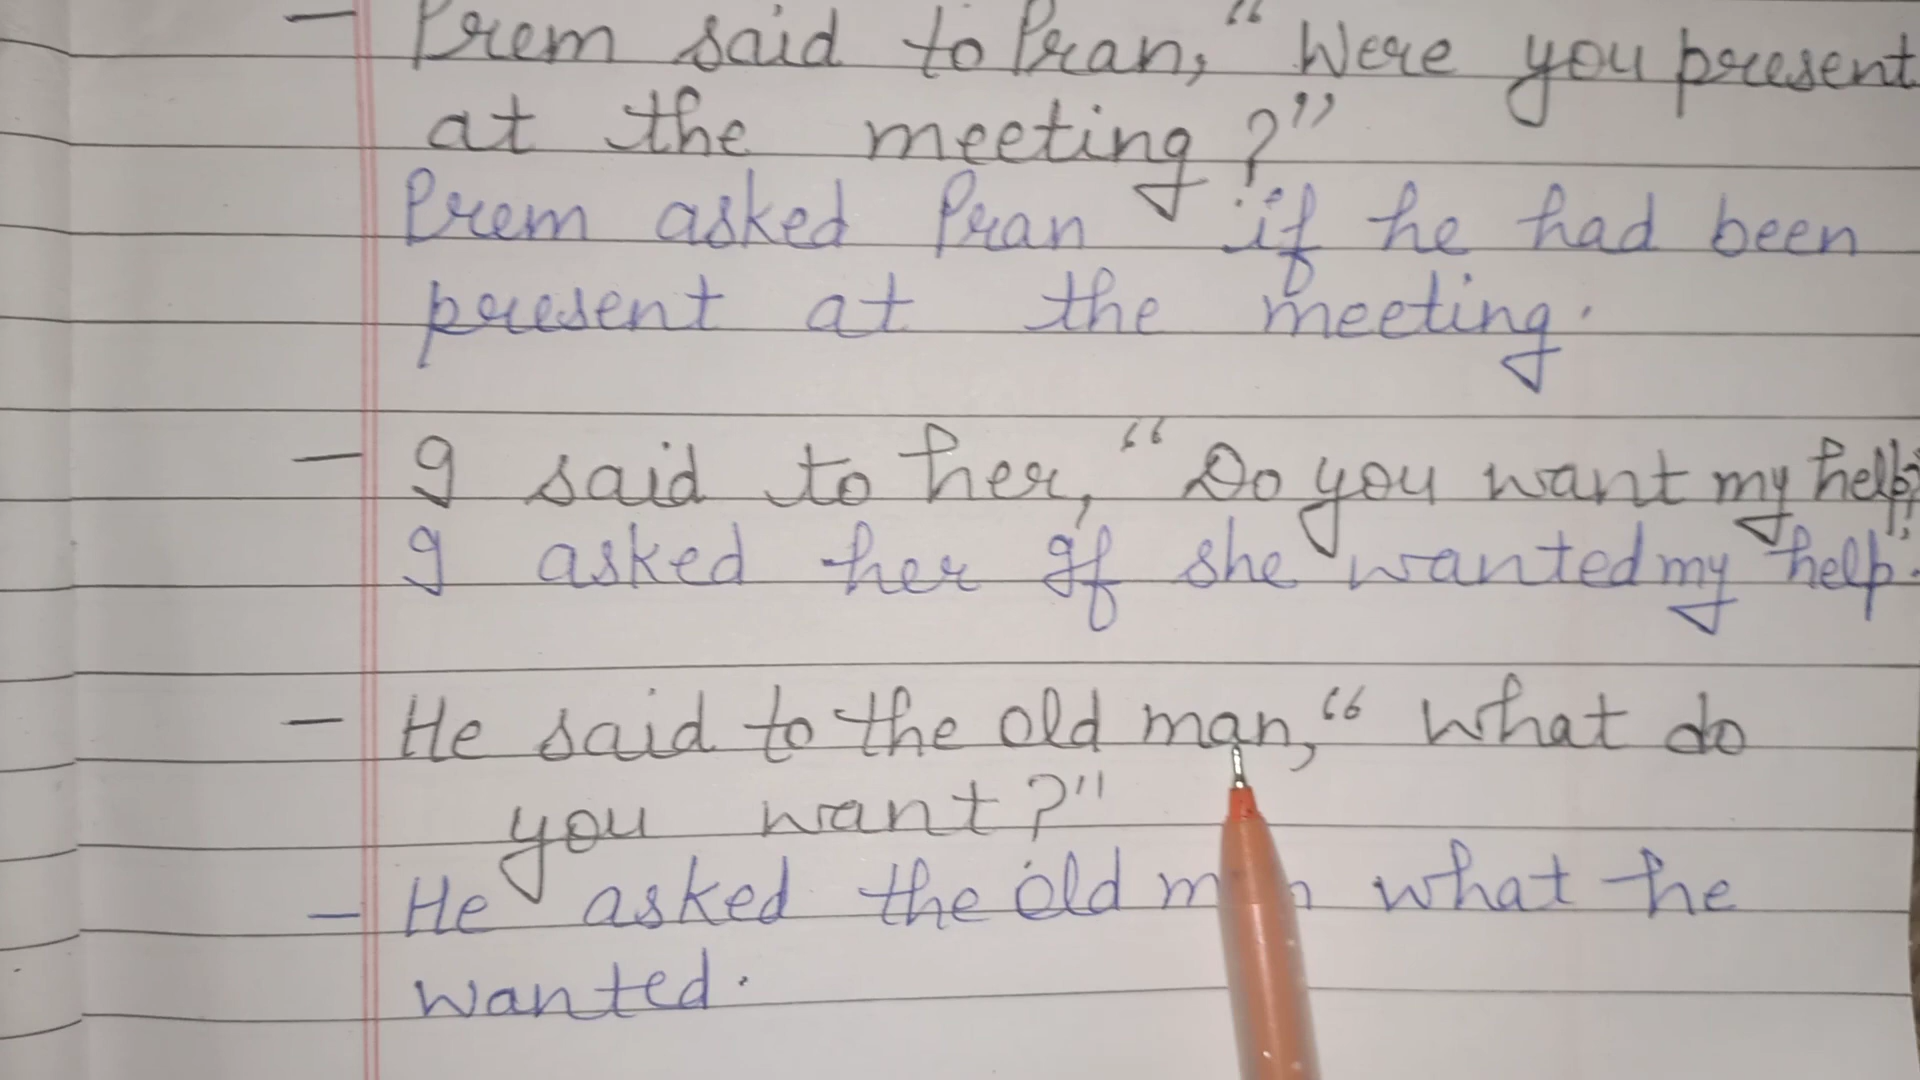 - Prem said to Pran, "Were you present
at the meeting?"
Prem asked Pran if he had been
present at the meeting.
- I said to her, "Do you want my help?"
I asked her If she wanted my help.
- He said to the old man, "What do
you want?"
- He asked the old man what he
wanted.